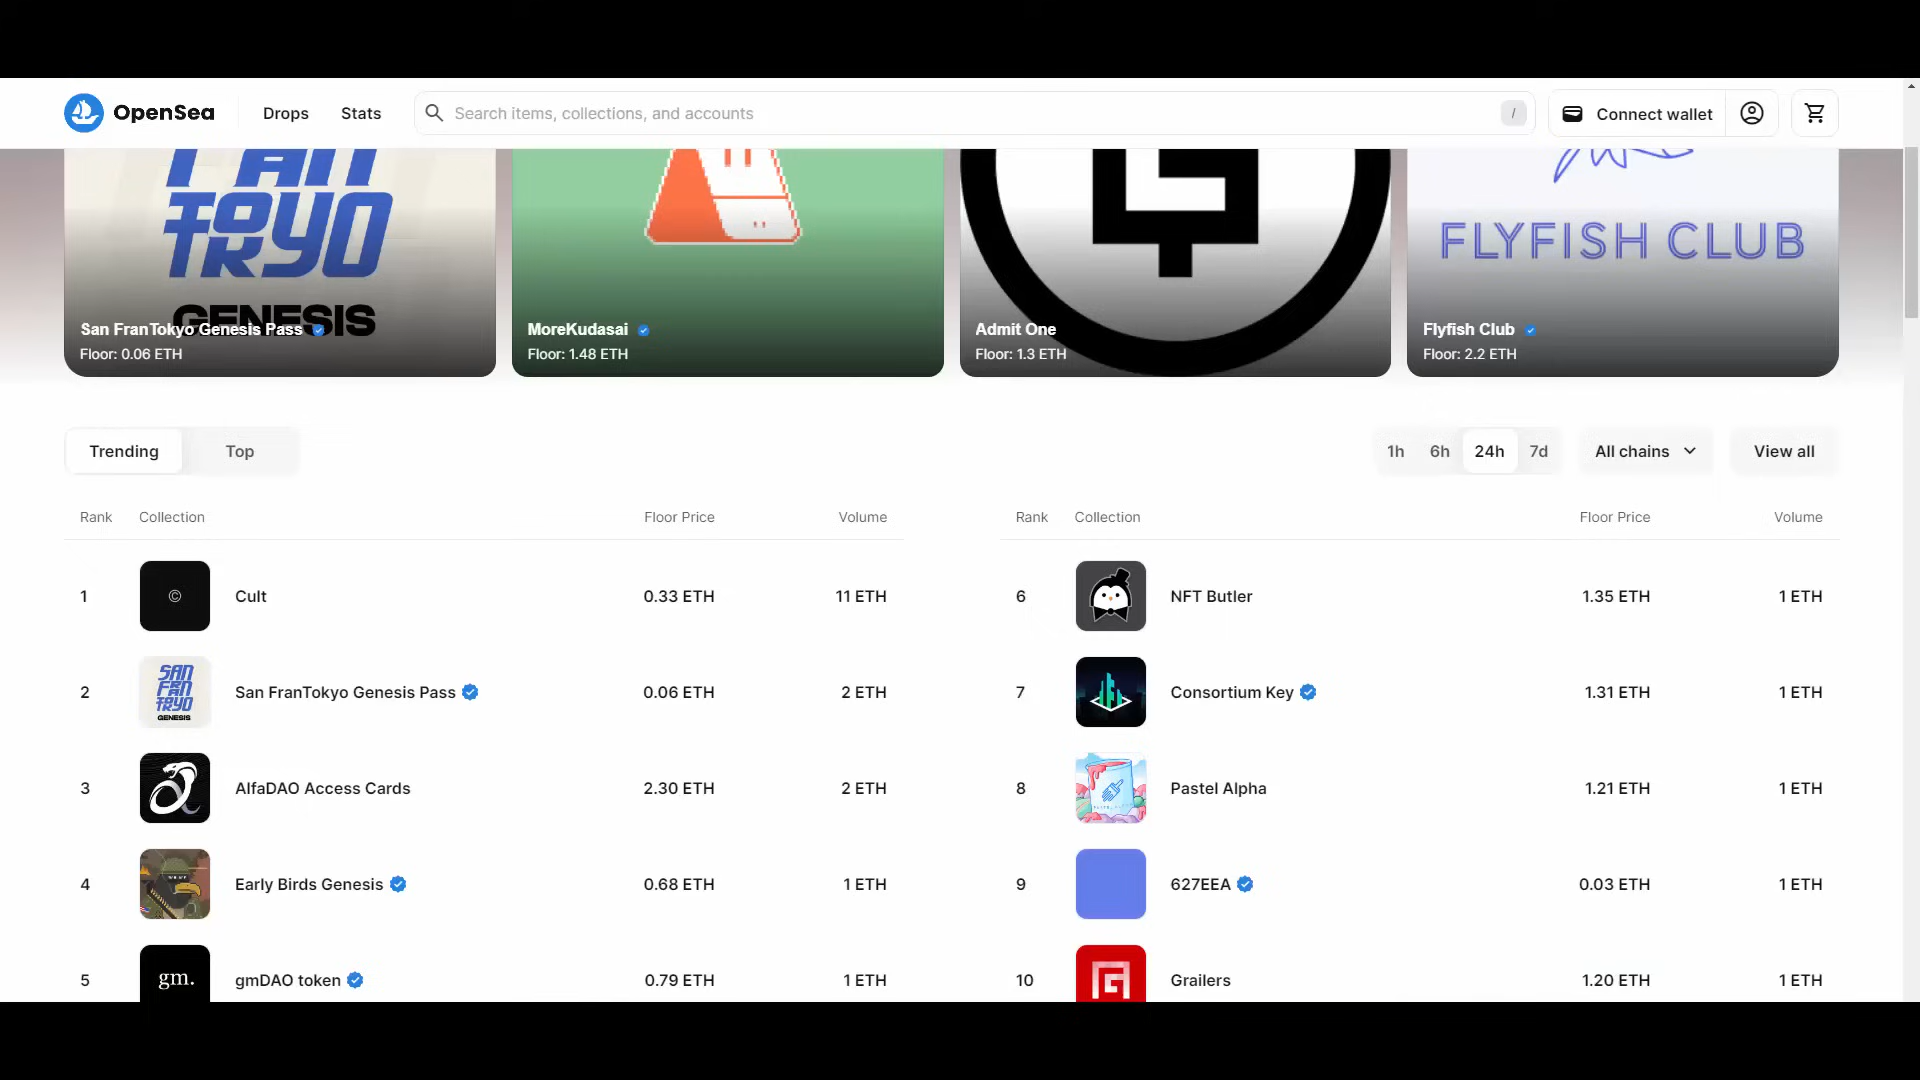 OpenSea
Drops
Stats
Search items, collections, and accounts
/
Connect wallet
FRAN
TOKYO
GENESIS
San FranTokyo Genesis Pass
Floor: 0.06 ETH
MoreKudasai
Floor: 1.48 ETH
Admit One
Floor: 1.3 ETH
FLYFISH CLUB
Flyfish Club
Floor: 2.2 ETH
Trending
Top
1h
6h
24h
7d
All chains
View all
Rank Collection Floor Price Volume
1 © Cult 0.33 ETH 11 ETH
2 San FranTokyo Genesis Pass 0.06 ETH 2 ETH
3 AlfaDAO Access Cards 2.30 ETH 2 ETH
4 Early Birds Genesis 0.68 ETH 1 ETH
5 gm. gmDAO token 0.79 ETH 1 ETH
Rank Collection Floor Price Volume
6 NFT Butler 1.35 ETH 1 ETH
7 Consortium Key 1.31 ETH 1 ETH
8 Pastel Alpha 1.21 ETH 1 ETH
9 627EEA 0.03 ETH 1 ETH
10 Grailers 1.20 ETH 1 ETH